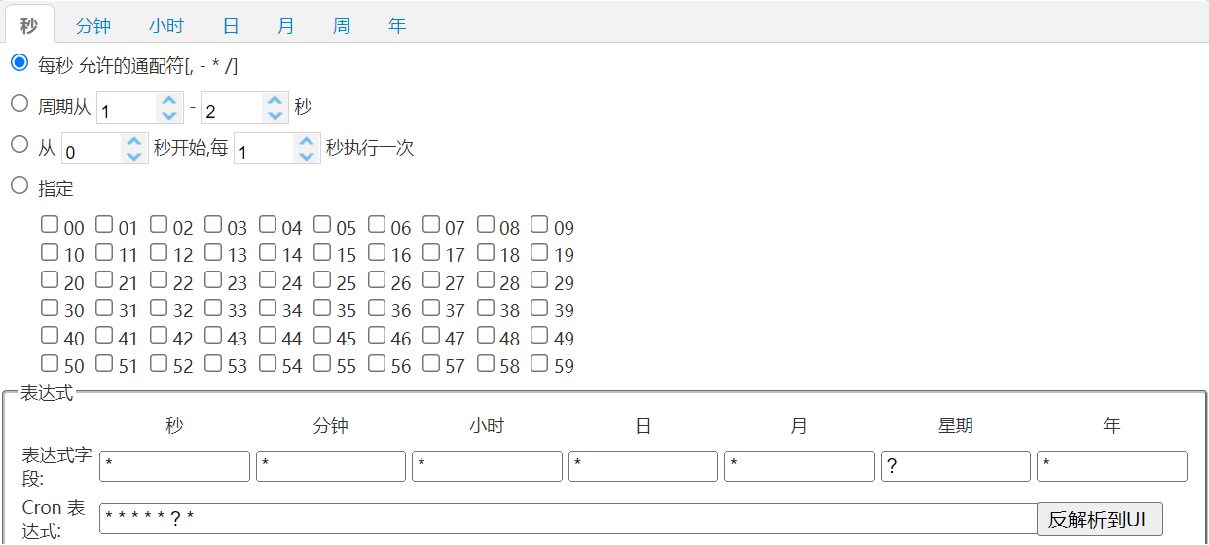 秒 分钟 小时 日 月 周 年
每秒 允许的通配符[, - * /]
周期从 1 - 2 秒
从 0 秒开始,每 1 秒执行一次
指定
00 01 02 03 04 05 06 07 08 09
10 11 12 13 14 15 16 17 18 19
20 21 22 23 24 25 26 27 28 29
30 31 32 33 34 35 36 37 38 39
40 41 42 43 44 45 46 47 48 49
50 51 52 53 54 55 56 57 58 59
表达式
秒 分钟 小时 日 月 星期 年
表达式字
段: * * * * * ? *
Cron 表
达式: * * * * * ? * 反解析到UI